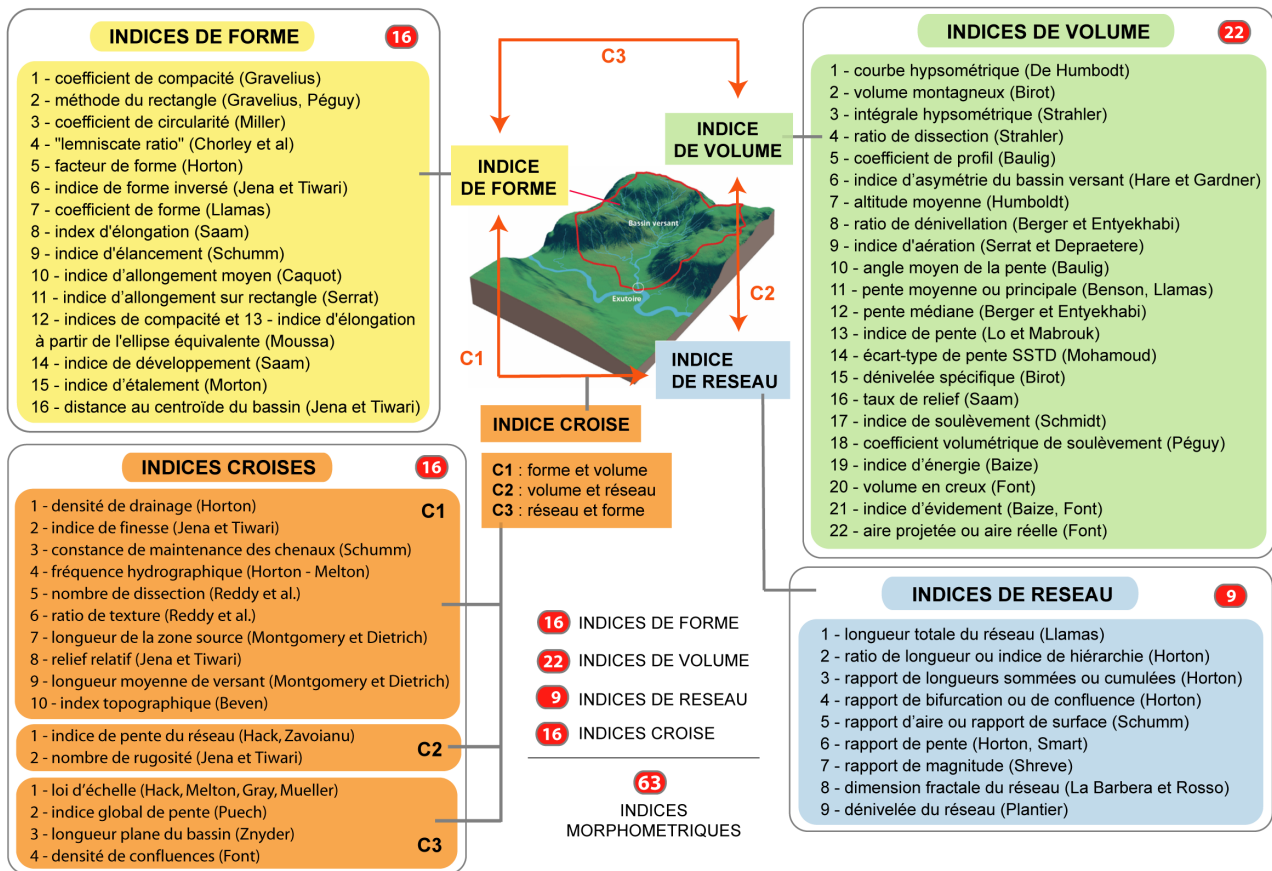 INDICES DE FORME
16
1 - coefficient de compacité (Gravelius)
2 - méthode du rectangle (Gravelius, Péguy)
3 - coefficient de circularité (Miller)
4 - "lemniscate ratio" (Chorley et al)
5 - facteur de forme (Horton)
6 - indice de forme inversé (Jena et Tiwari)
7 - coefficient de forme (Llamas)
8 - index d'élongation (Saam)
9 - indice d'élancement (Schumm)
10 - indice d'allongement moyen (Caquot)
11 - indice d'allongement sur rectangle (Serrat)
12 - indices de compacité et 13 - indice d'élongation
à partir de l'ellipse équivalente (Moussa)
14 - indice de développement (Saam)
15 - indice d'étalement (Morton)
16 - distance au centroïde du bassin (Jena et Tiwari)
C3
INDICE
DE FORME
INDICE
DE VOLUME
Bassin versant
Exutoire
C2
C1
INDICE
DE RESEAU
INDICE CROISE
C1 : forme et volume
C2 : volume et réseau
C3 : réseau et forme
INDICES DE VOLUME
22
1 - courbe hypsométrique (De Humbodt)
2 - volume montagneux (Birot)
3 - intégrale hypsométrique (Strahler)
4 - ratio de dissection (Strahler)
5 - coefficient de profil (Baulig)
6 - indice d'asymétrie du bassin versant (Hare et Gardner)
7 - altitude moyenne (Humboldt)
8 - ratio de dénivellation (Berger et Entyekhabi)
9 - indice d'aération (Serrat et Depraetere)
10 - angle moyen de la pente (Baulig)
11 - pente moyenne ou principale (Benson, Llamas)
12 - pente médiane (Berger et Entyekhabi)
13 - indice de pente (Lo et Mabrouk)
14 - écart-type de pente SSTD (Mohamoud)
15 - dénivelée spécifique (Birot)
16 - taux de relief (Saam)
17 - indice de soulèvement (Schmidt)
18 - coefficient volumétrique de soulèvement (Péguy)
19 - indice d'énergie (Baize)
20 - volume en creux (Font)
21 - indice d'évidement (Baize, Font)
22 - aire projetée ou aire réelle (Font)
INDICES CROISES
16
C1
1 - densité de drainage (Horton)
2 - indice de finesse (Jena et Tiwari)
3 - constance de maintenance des chenaux (Schumm)
4 - fréquence hydrographique (Horton - Melton)
5 - nombre de dissection (Reddy et al.)
6 - ratio de texture (Reddy et al.)
7 - longueur de la zone source (Montgomery et Dietrich)
8 - relief relatif (Jena et Tiwari)
9 - longueur moyenne de versant (Montgomery et Dietrich)
10 - index topographique (Beven)
1 - indice de pente du réseau (Hack, Zavoianu)
2 - nombre de rugosité (Jena et Tiwari)
C2
1 - loi d'échelle (Hack, Melton, Gray, Mueller)
2 - indice global de pente (Puech)
3 - longueur plane du bassin (Znyder)
4 - densité de confluences (Font)
C3
16 INDICES DE FORME
22 INDICES DE VOLUME
9 INDICES DE RESEAU
16 INDICES CROISE
63
INDICES
MORPHOMETRIQUES
INDICES DE RESEAU
9
1 - longueur totale du réseau (Llamas)
2 - ratio de longueur ou indice de hiérarchie (Horton)
3 - rapport de longueurs sommées ou cumulées (Horton)
4 - rapport de bifurcation ou de confluence (Horton)
5 - rapport d'aire ou rapport de surface (Schumm)
6 - rapport de pente (Horton, Smart)
7 - rapport de magnitude (Shreve)
8 - dimension fractale du réseau (La Barbera et Rosso)
9 - dénivelée du réseau (Plantier)